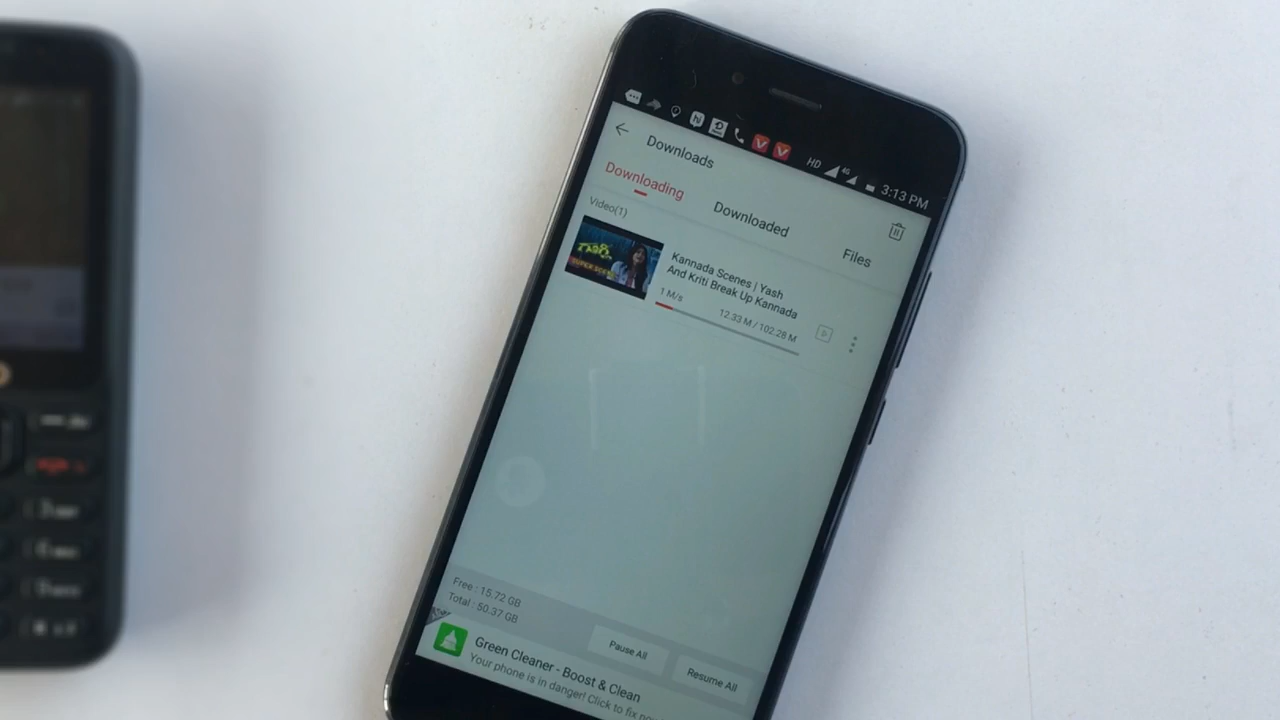 HD 4G 3:13 PM
Downloads
Downloading
Downloaded
Files
Video(1)
Kannada Scenes | Yash
And Kriti Break Up Kannada
1 M/s
12.33 M / 102.28 M
Free : 15.72 GB
Total : 50.37 GB
Pause All
Resume All
Green Cleaner - Boost & Clean
Your phone is in danger! Click to fix